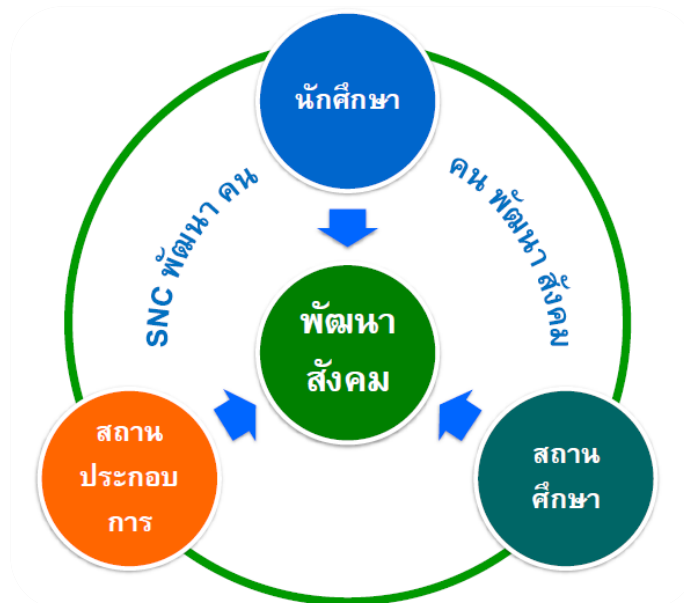 นักศึกษา
SNC พัฒนา คน
คน พัฒนา สังคม
พัฒนา
สังคม
สถาน
ประกอบ
การ
สถาน
ศึกษา